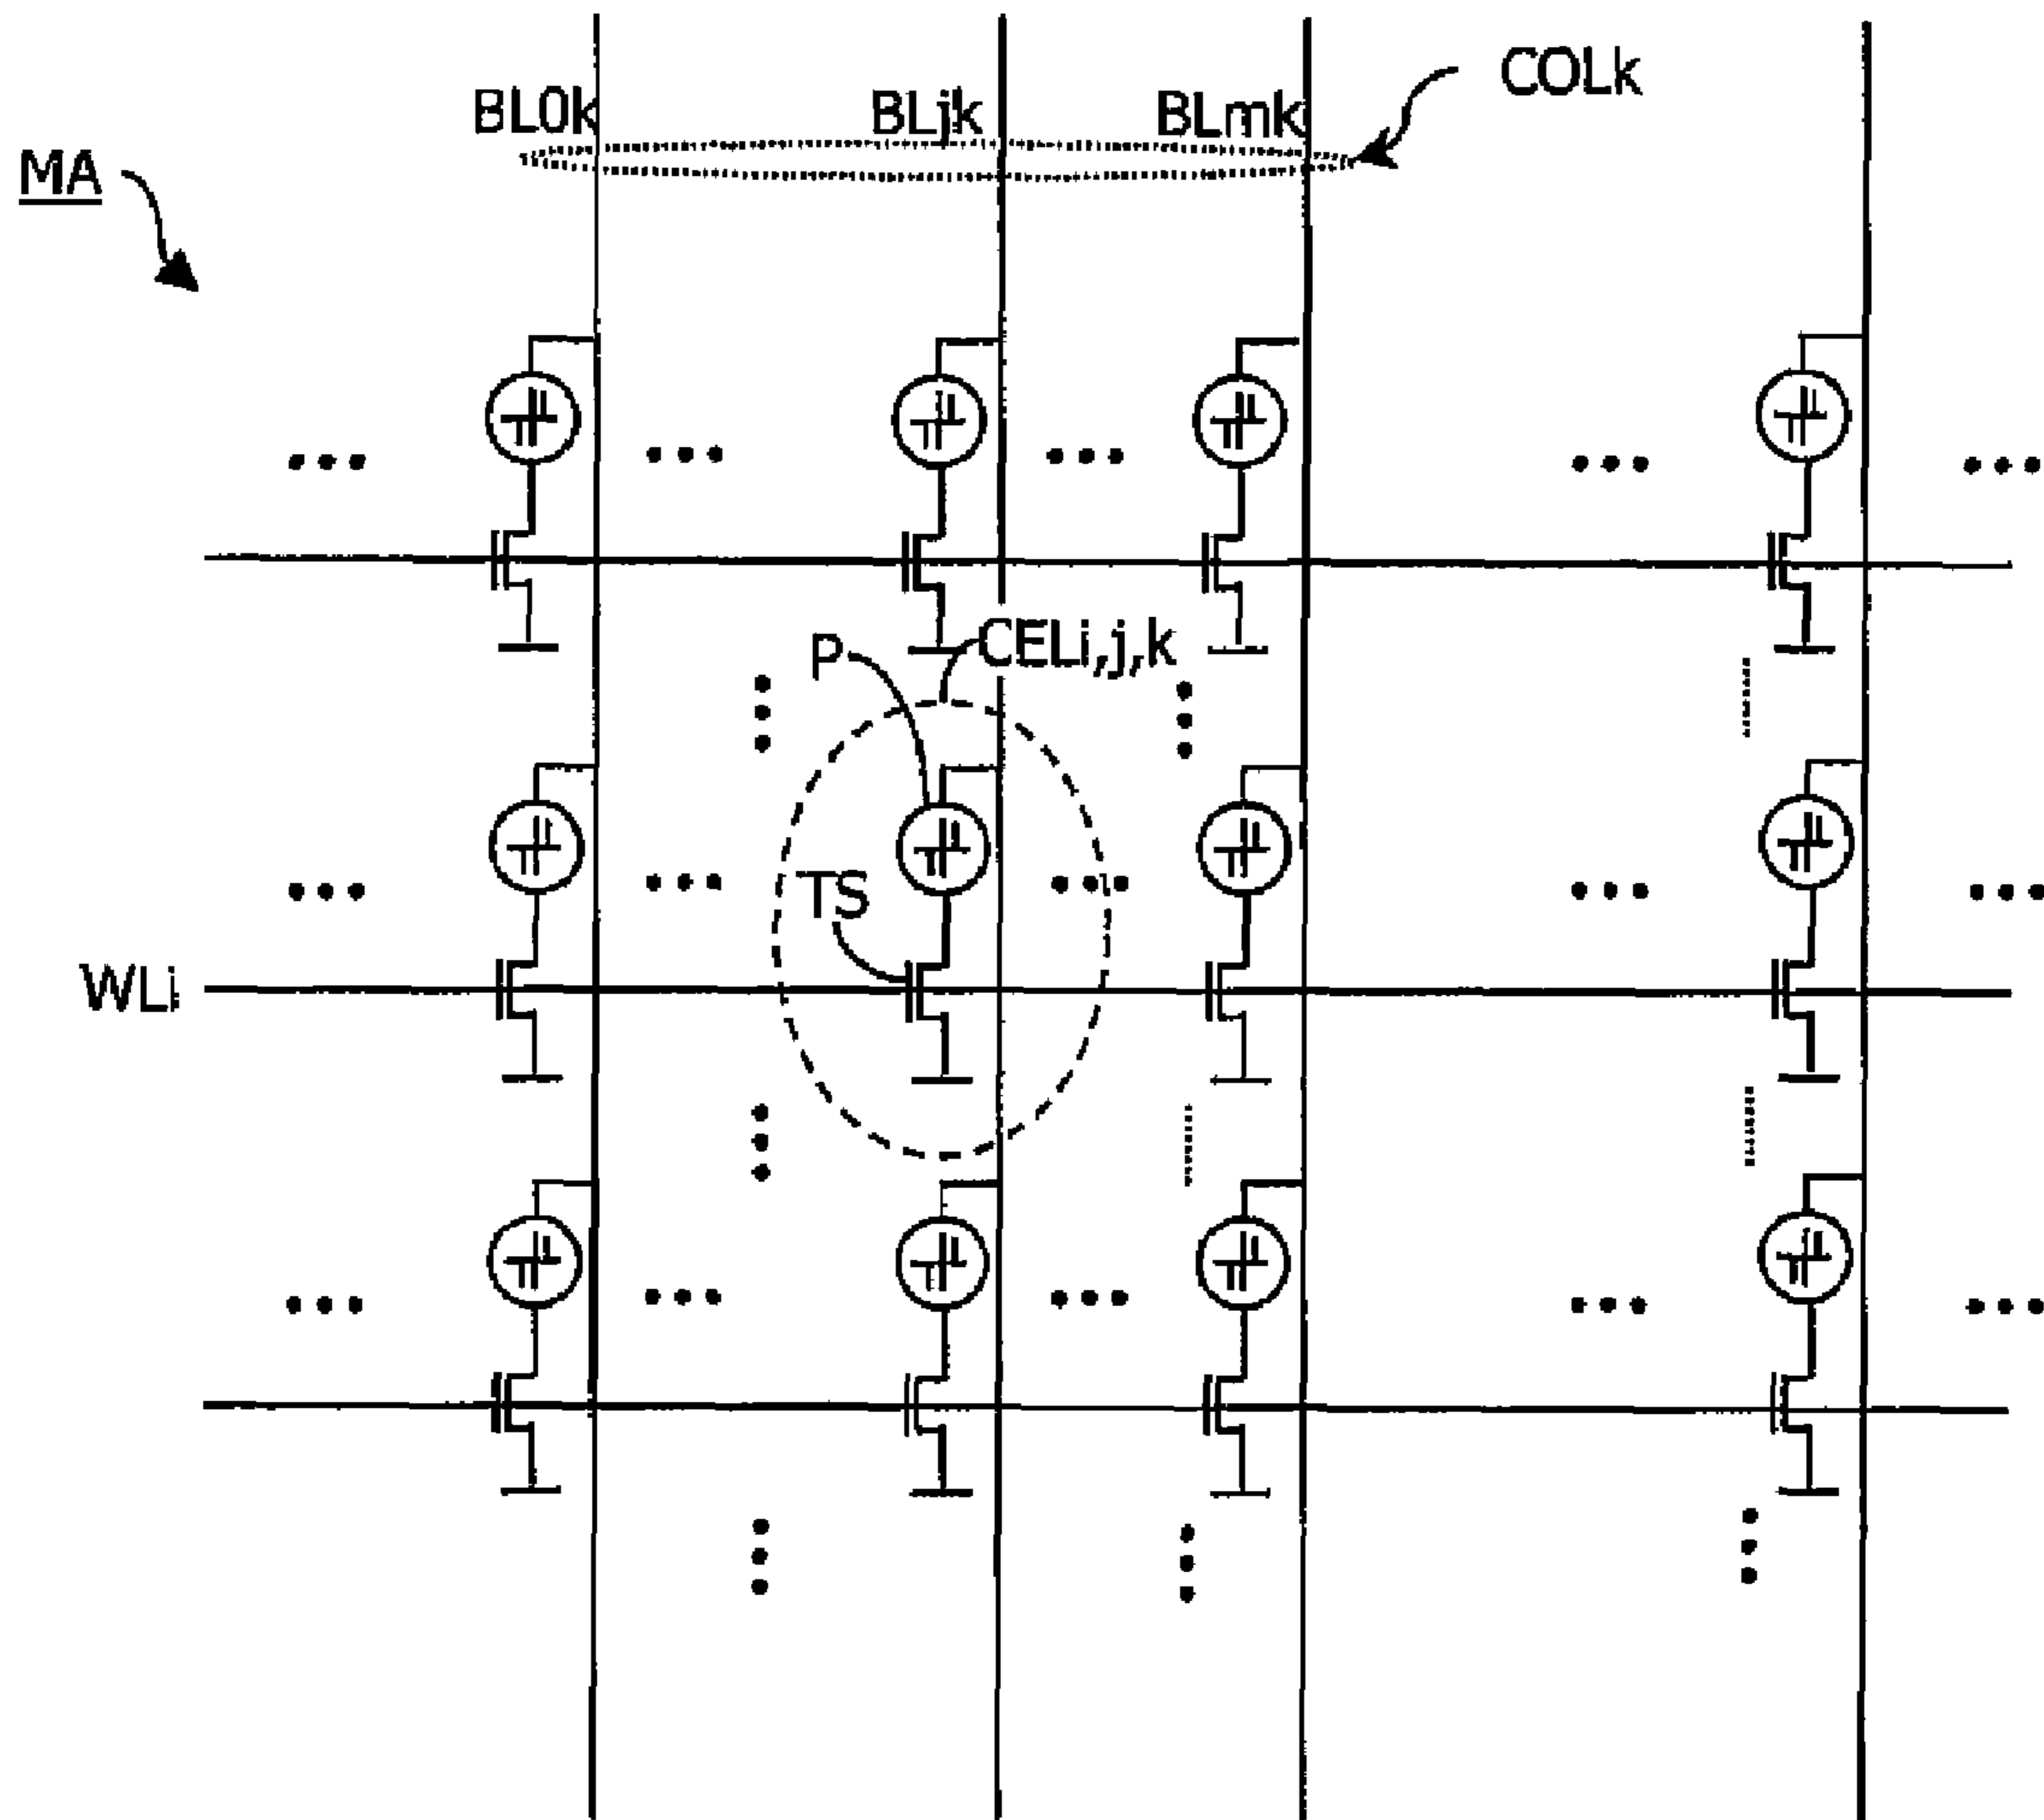 COLk
BL0k BLjk BLmk
MA
CELi,j,k
P
TS
WLi